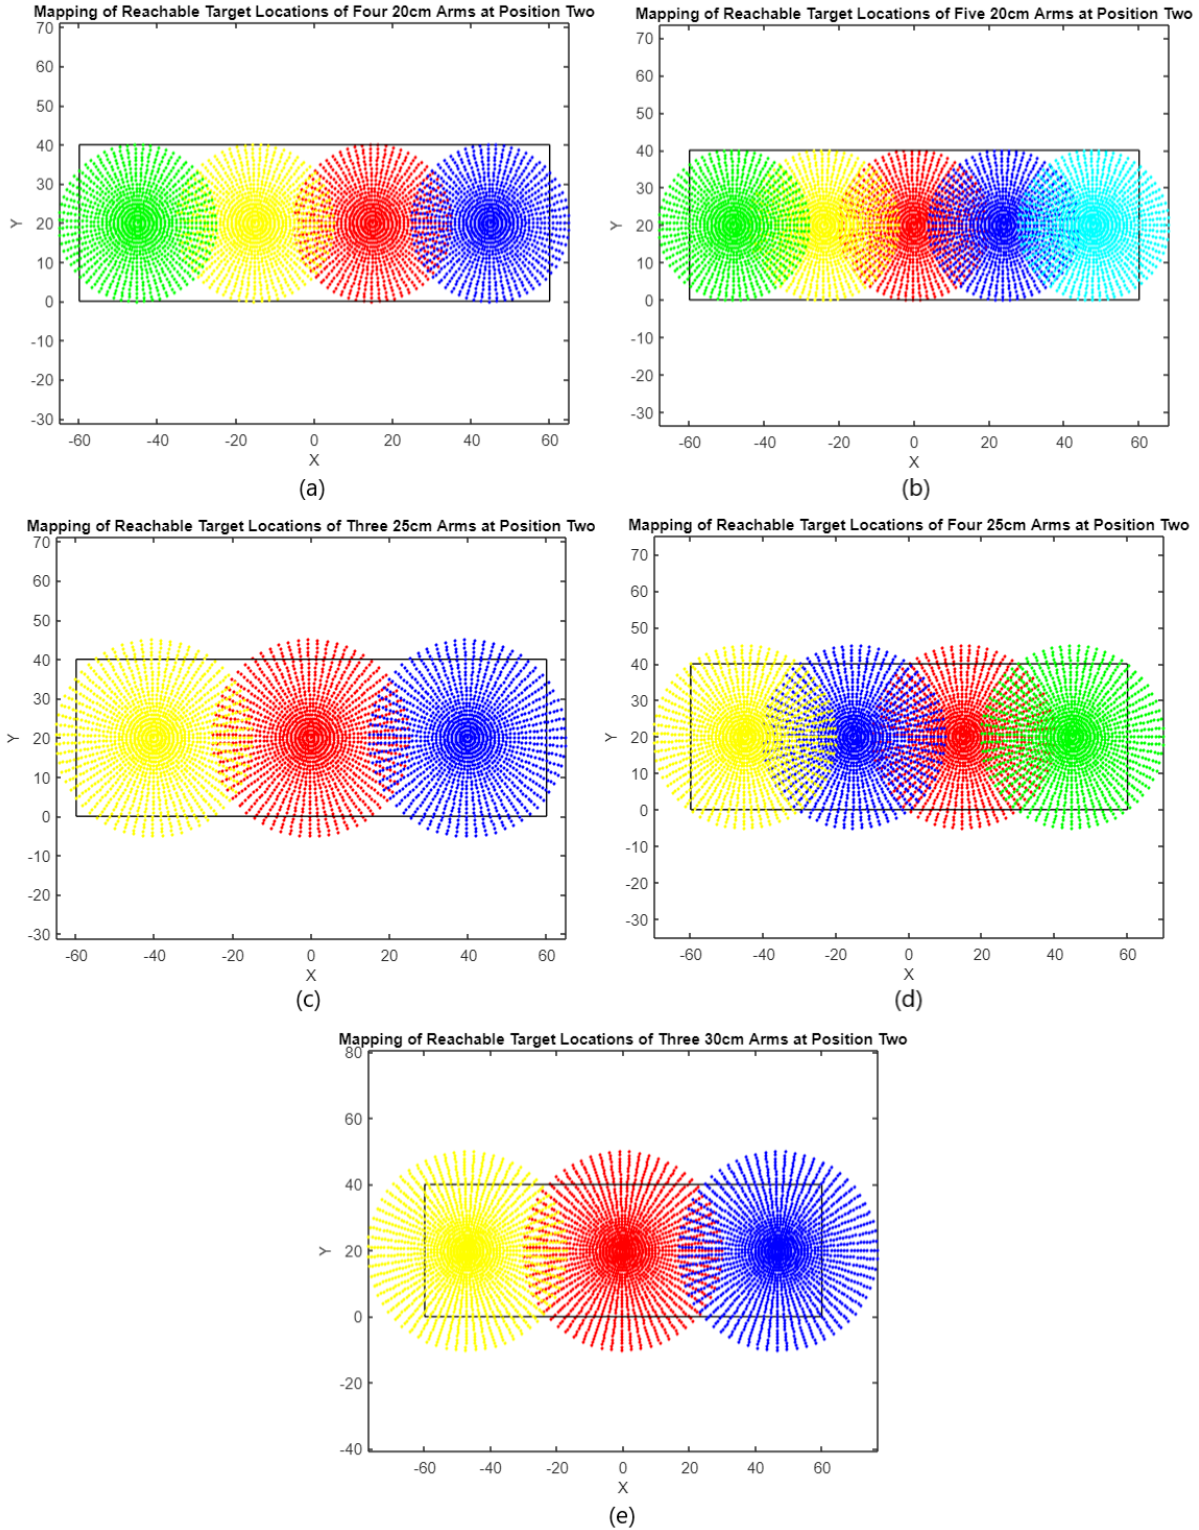 Mapping of Reachable Target Locations of Four 20cm Arms at Position Two
70
60
50
40
30
20
10
0
-10
-20
-30
Y
-60 -40 -20 0 20 40 60
X
(a)
Mapping of Reachable Target Locations of Five 20cm Arms at Position Two
70
60
50
40
30
20
10
0
-10
-20
-30
Y
-60 -40 -20 0 20 40 60
X
(b)
Mapping of Reachable Target Locations of Three 25cm Arms at Position Two
70
60
50
40
30
20
10
0
-10
-20
-30
Y
-60 -40 -20 0 20 40 60
X
(c)
Mapping of Reachable Target Locations of Four 25cm Arms at Position Two
70
60
50
40
30
20
10
0
-10
-20
-30
Y
-60 -40 -20 0 20 40 60
X
(d)
Mapping of Reachable Target Locations of Three 30cm Arms at Position Two
80
60
40
20
0
-20
-40
Y
-60 -40 -20 0 20 40 60
X
(e)